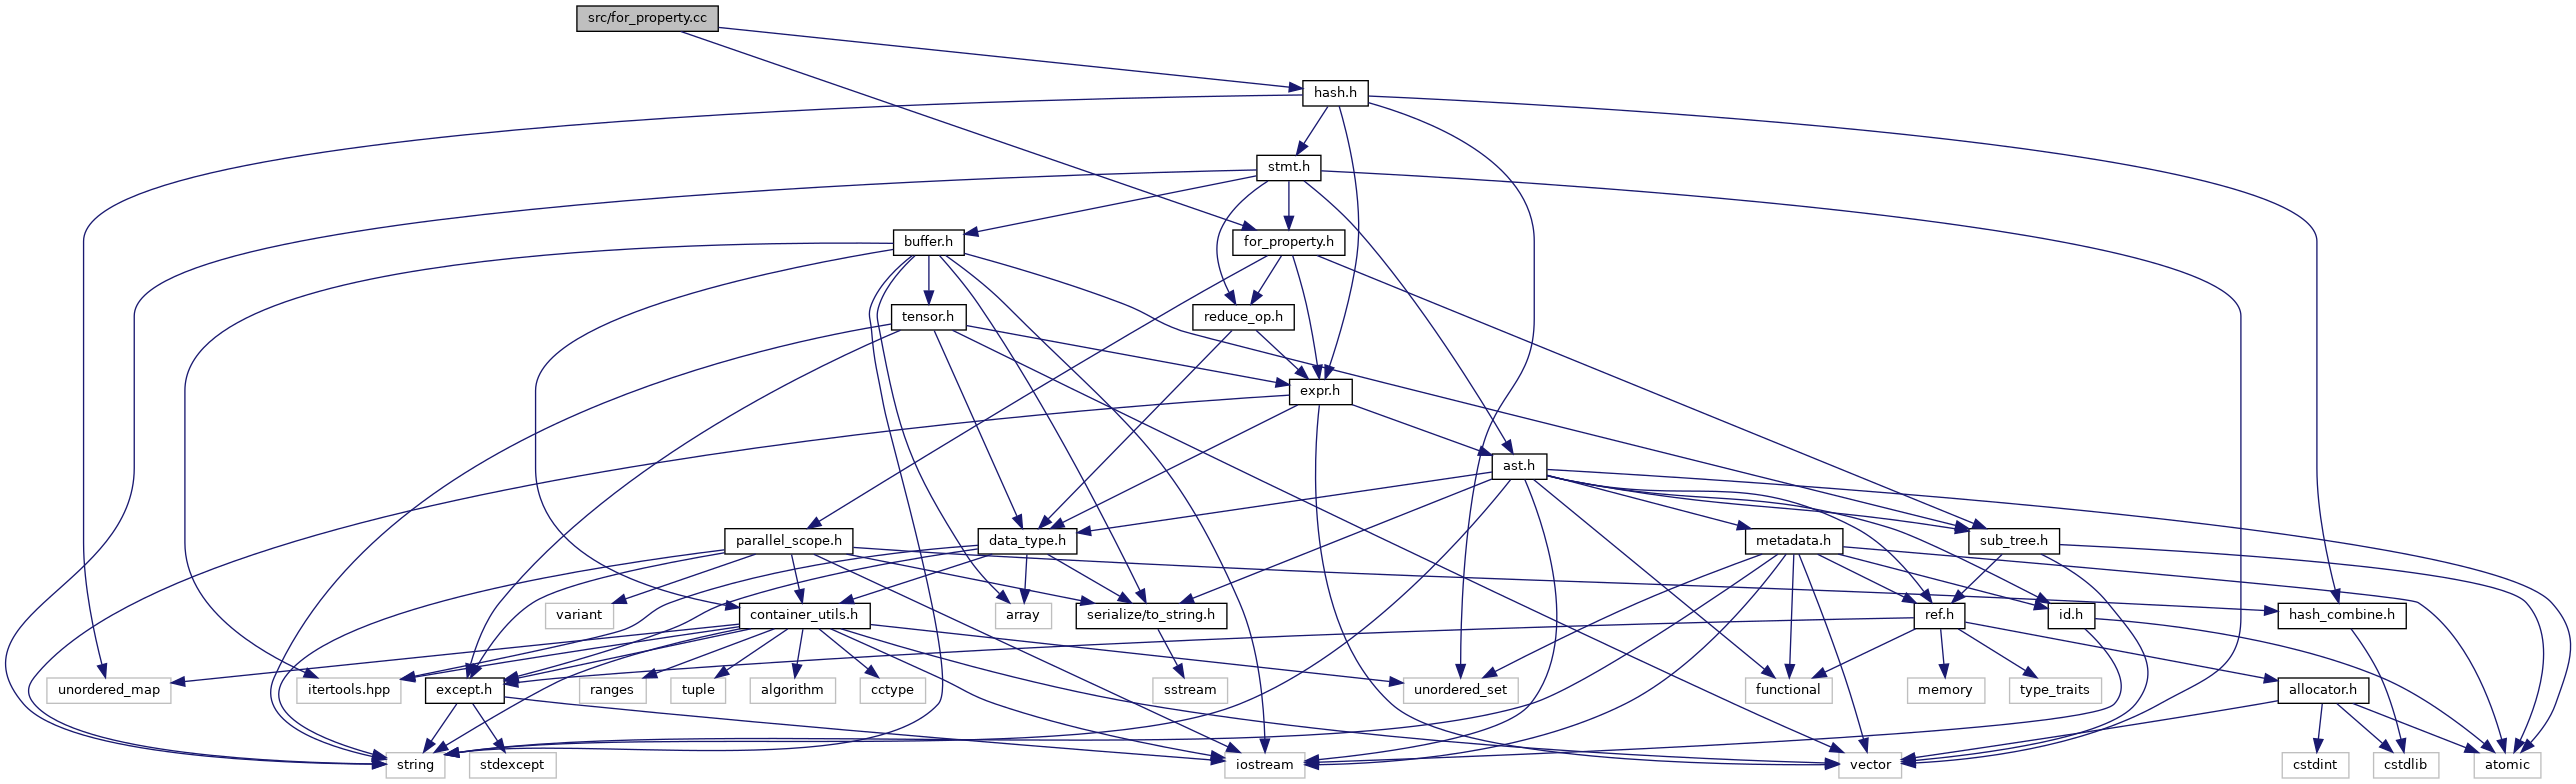 src/for_property.cc
hash.h
stmt.h
buffer.h
for_property.h
tensor.h
reduce_op.h
expr.h
ast.h
parallel_scope.h
data_type.h
metadata.h
sub_tree.h
variant
container_utils.h
array
serialize/to_string.h
ref.h
id.h
hash_combine.h
unordered_map
itertools.hpp
except.h
ranges
tuple
algorithm
cctype
sstream
unordered_set
functional
memory
type_traits
allocator.h
string
stdexcept
iostream
vector
cstdint
cstdlib
atomic